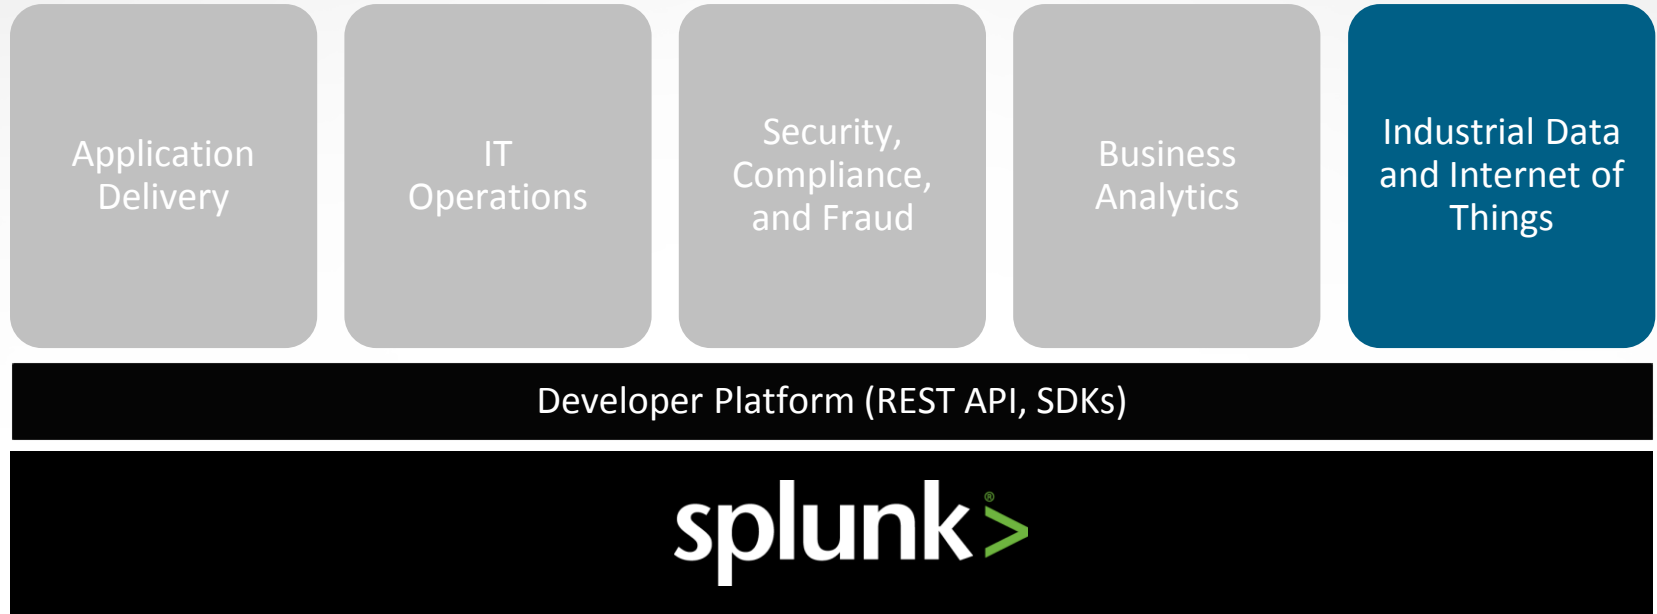 Application
Delivery
IT
Operations
Security,
Compliance,
and Fraud
Business
Analytics
Industrial Data
and Internet of
Things
Developer Platform (REST API, SDKs)
splunk>®